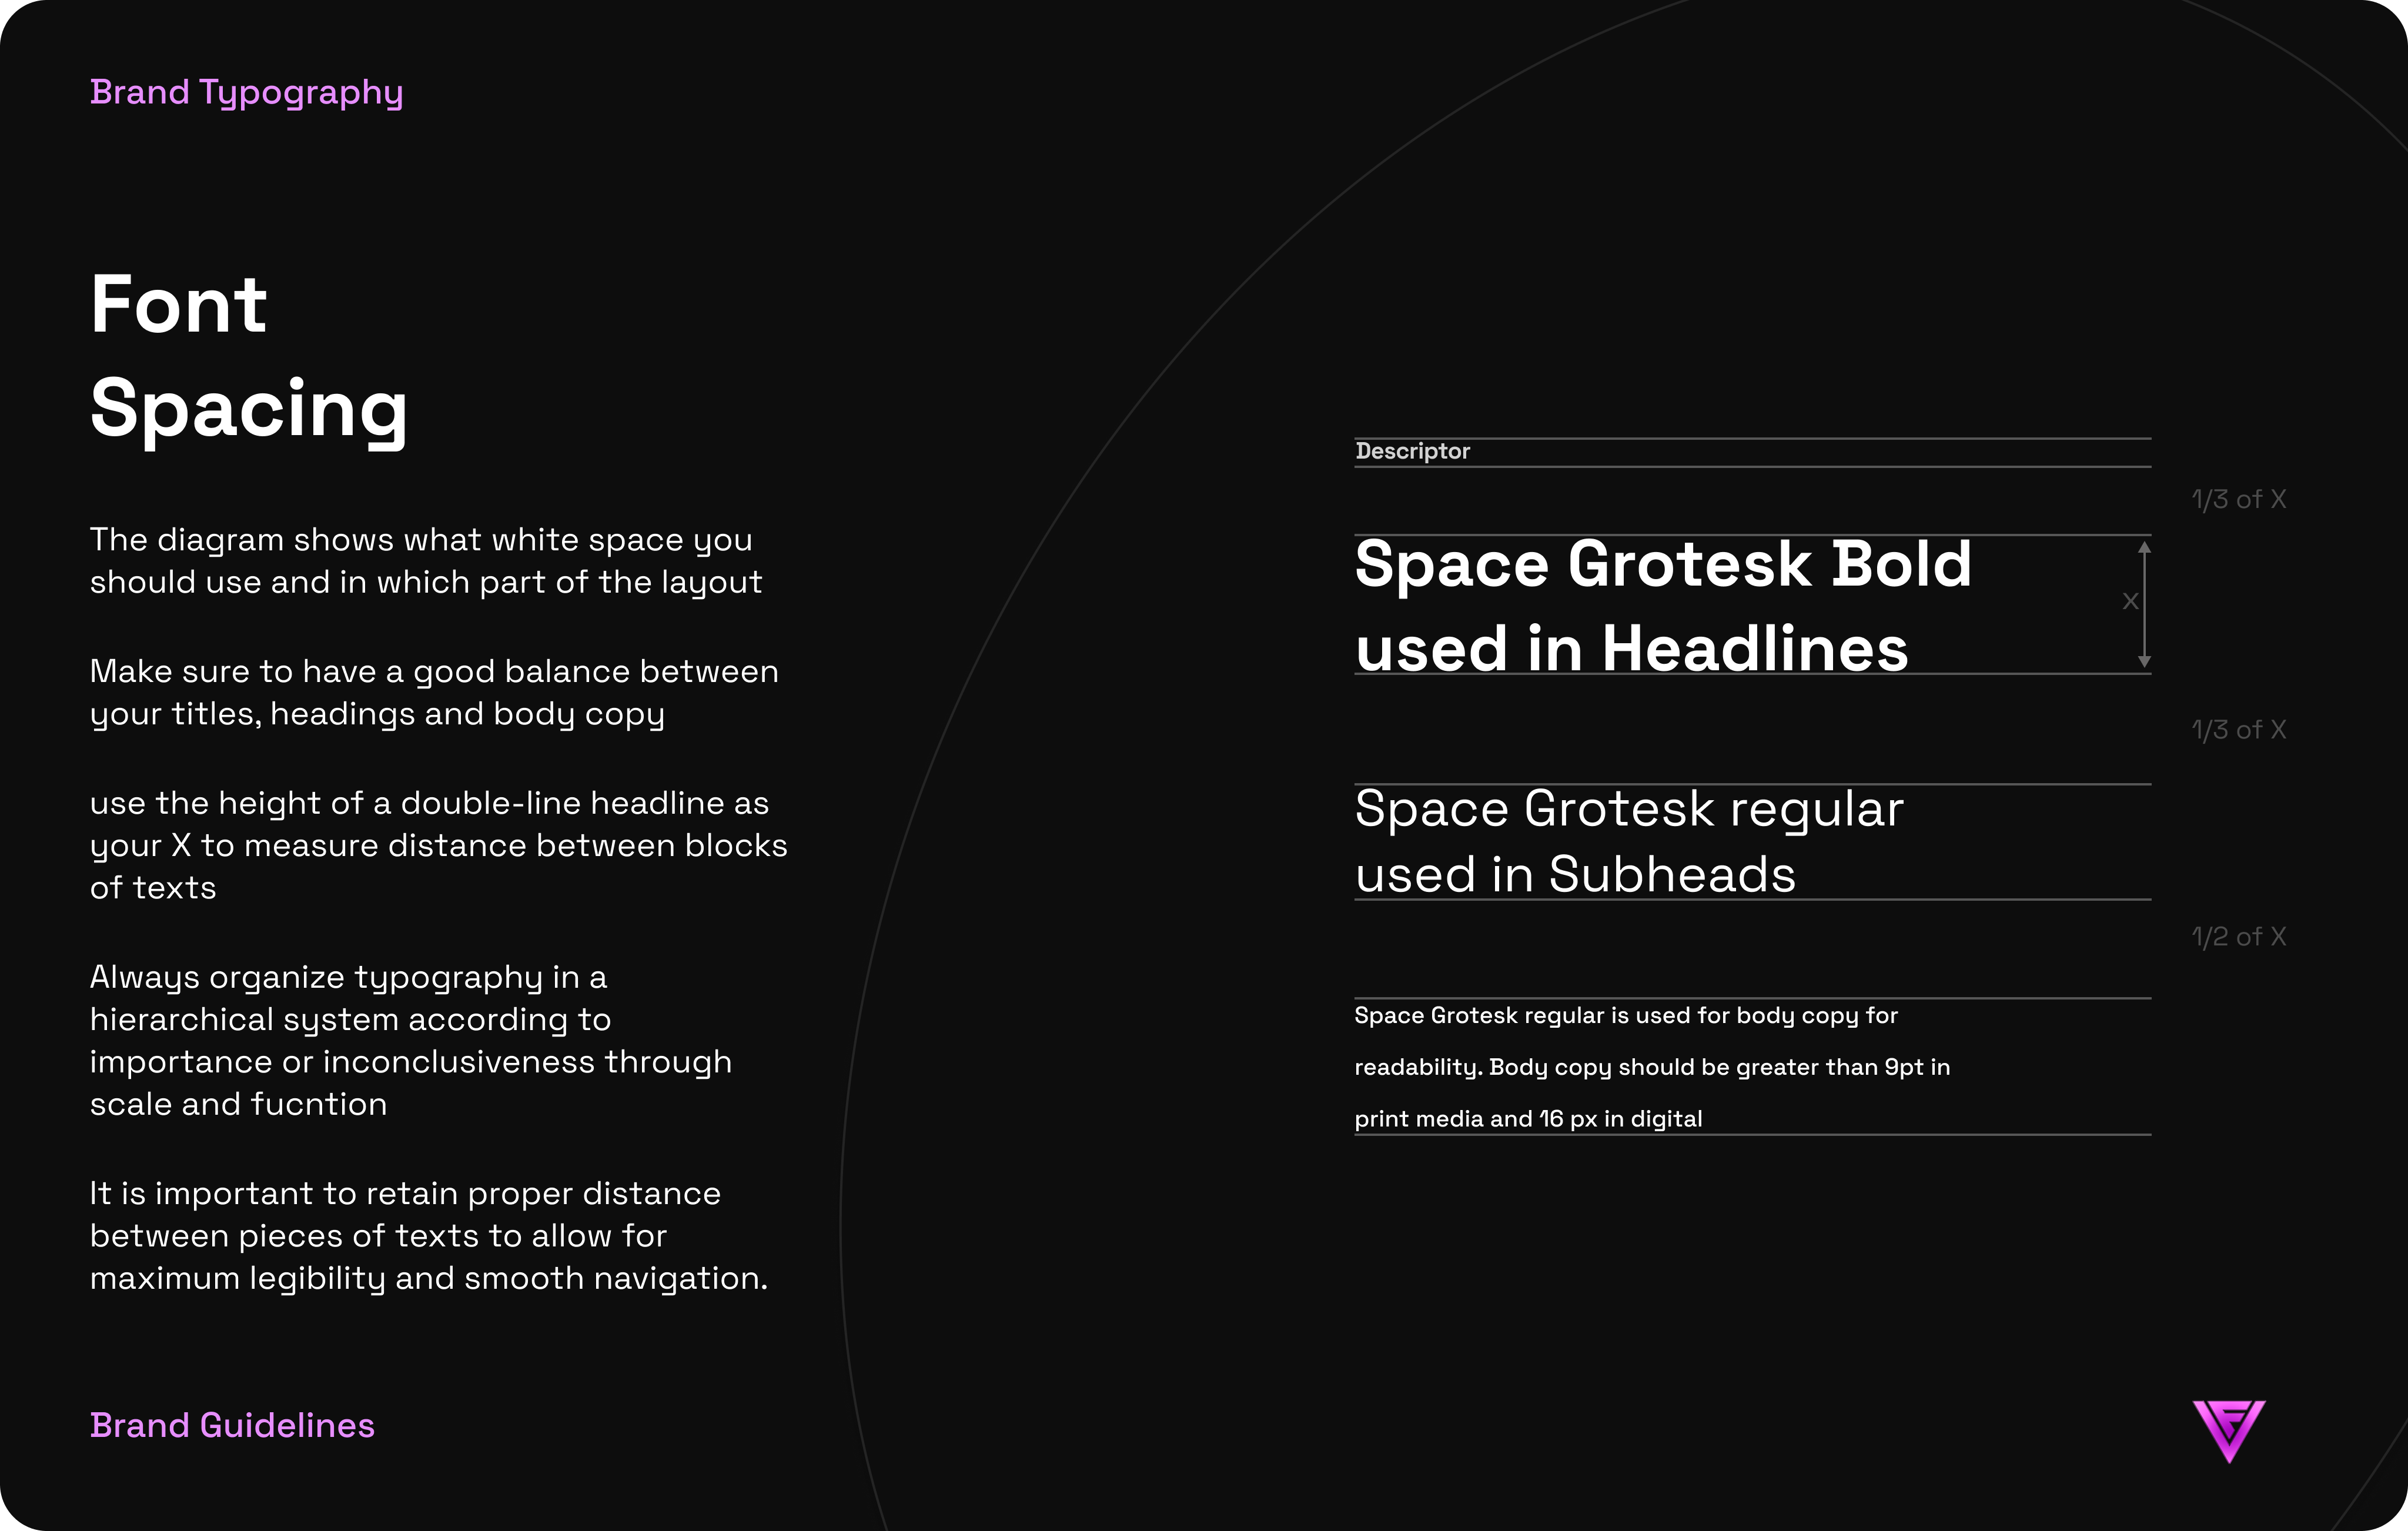 Brand Typography
Font
Spacing
The diagram shows what white space you
should use and in which part of the layout
Make sure to have a good balance between
your titles, headings and body copy
use the height of a double-line headline as
your X to measure distance between blocks
of texts
Always organize typography in a
hierarchical system according to
importance or inconclusiveness through
scale and fucntion
It is important to retain proper distance
between pieces of texts to allow for
maximum legibility and smooth navigation.
Descriptor
1/3 of X
Space Grotesk Bold
used in Headlines
X
1/3 of X
Space Grotesk regular
used in Subheads
1/2 of X
Space Grotesk regular is used for body copy for
readability. Body copy should be greater than 9pt in
print media and 16 px in digital
Brand Guidelines